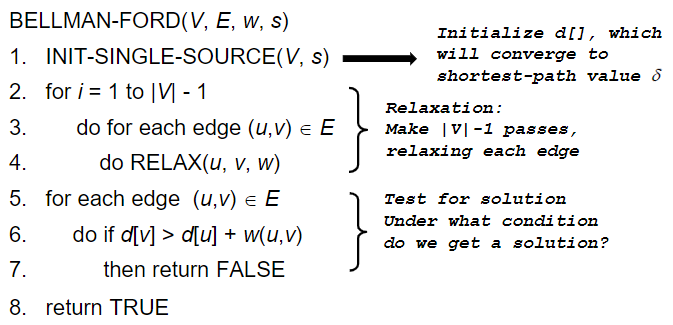 BELLMAN-FORD(V, E, w, s)
1. INIT-SINGLE-SOURCE(V, s)
Initialize d[], which
will converge to
shortest-path value δ
2. for i = 1 to |V| - 1
3. do for each edge (u,v) ∈ E
4. do RELAX(u, v, w)
Relaxation:
Make |V|-1 passes,
relaxing each edge
5. for each edge (u,v) ∈ E
6. do if d[v] > d[u] + w(u,v)
7. then return FALSE
Test for solution
Under what condition
do we get a solution?
8. return TRUE